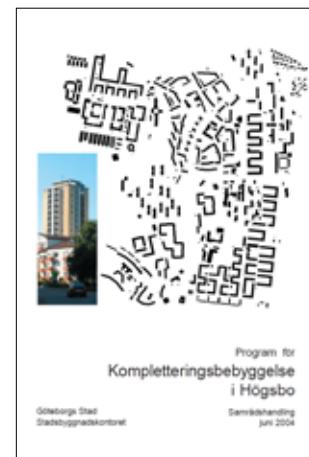 Program för
Kompletteringsbebyggelse
i Högsbo
Göteborgs Stad
Stadsbyggnadskontoret
Samrådshandling
juni 2004